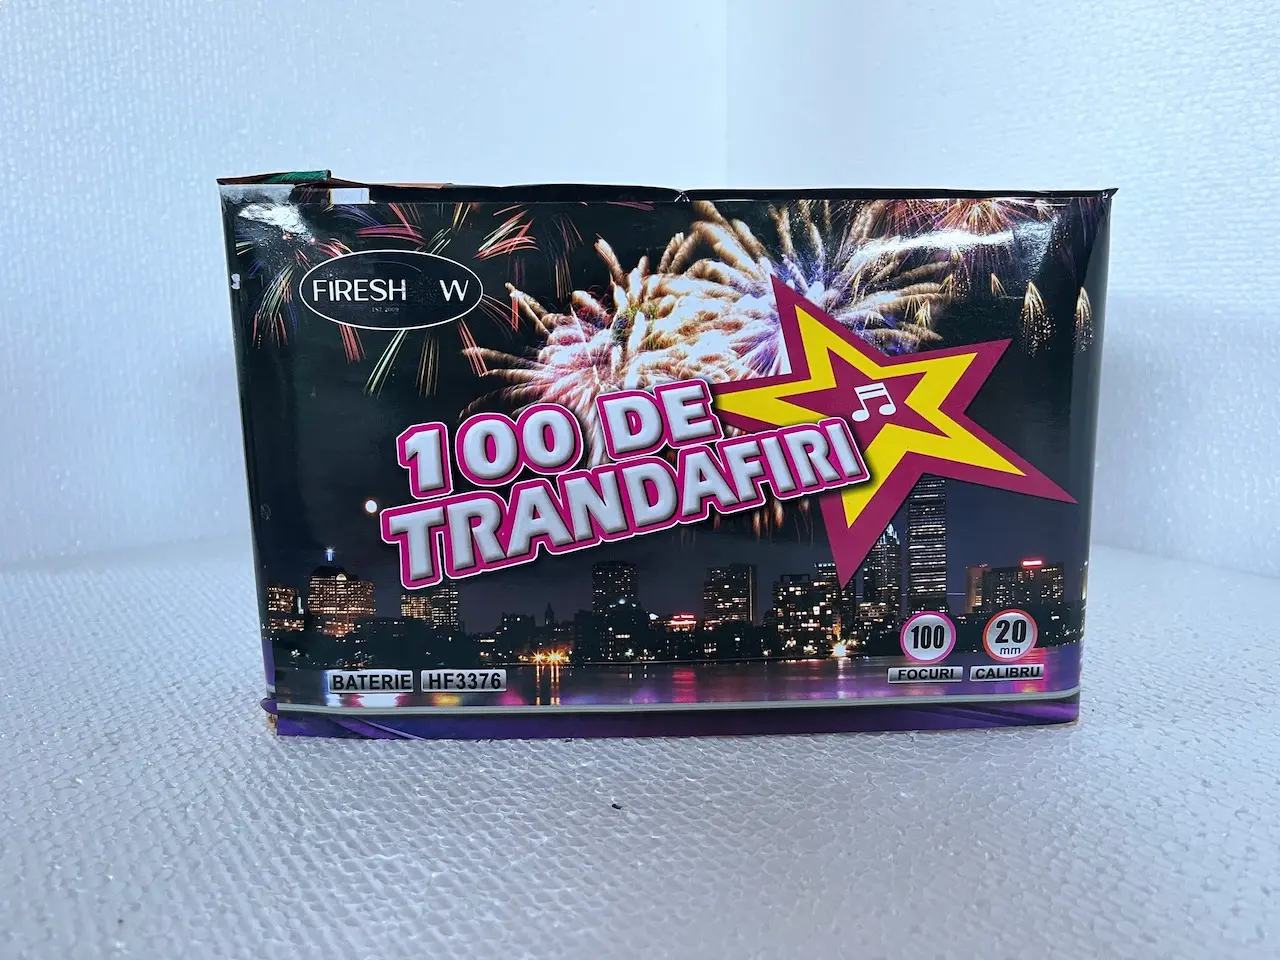 FIRESH W
EST. 2009
100 DE
TRANDAFIRI
100
20
mm
BATERIE HF3376
FOCURI CALIBRU